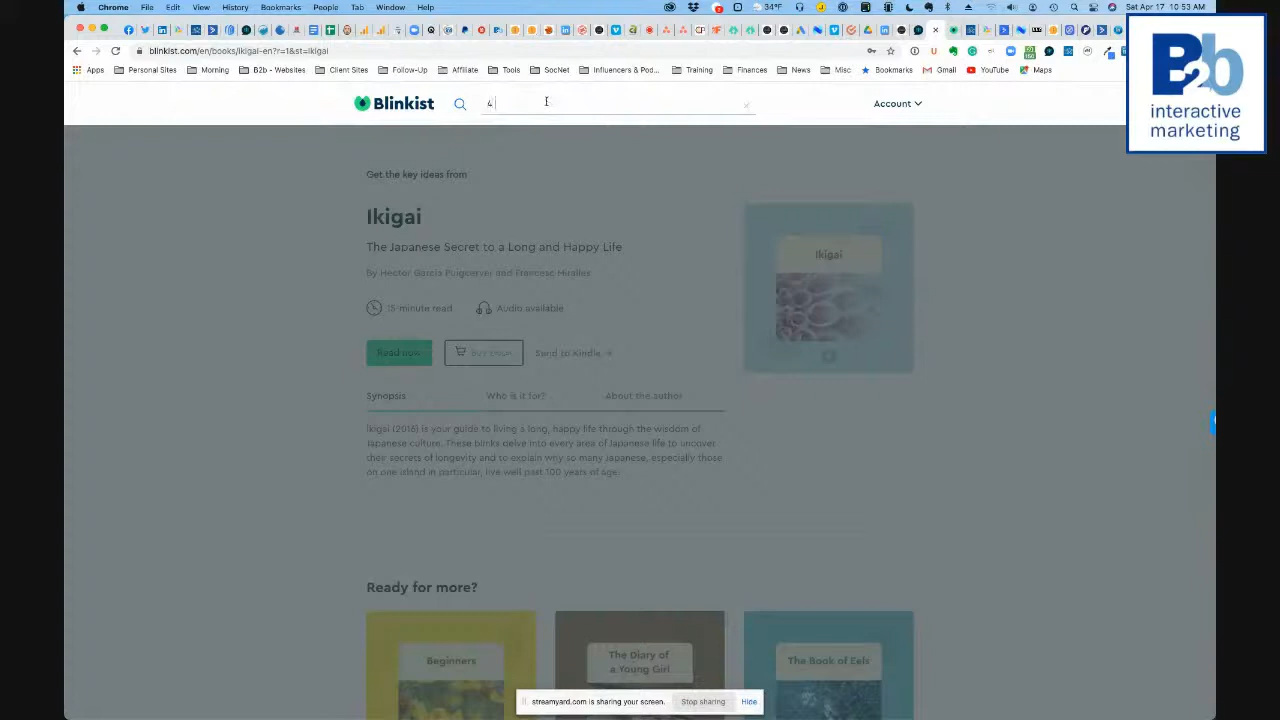 Chrome File Edit View History Bookmarks People Tab Window Help
34°F
Sat Apr 17 10:53 AM
blinkist.com/en/books/ikigai-en?r=1&st=Ikigai
Apps Personal Sites Morning B2b - Websites Client Sites Follow-Up Affiliate Tools SocNet Influencers & Pod... Training Finances News Misc Bookmarks Gmail YouTube Maps
B2b
interactive
marketing
Blinkist
4
Account
Get the key ideas from
Ikigai
The Japanese Secret to a Long and Happy Life
By Hector Garcia Puigcerver and Francesc Miralles
Ikigai
15-minute read Audio available
Read now Buy book Send to Kindle
Synopsis Who is it for? About the author
Ikigai (2016) is your guide to living a long, happy life through the wisdom of
Japanese culture. These blinks delve into every area of Japanese life to uncover
their secrets of longevity and to explain why so many Japanese, especially those
on one island in particular, live well past 100 years of age.
Ready for more?
Beginners
The Diary of
a Young Girl
The Book of Eels
streamyard.com is sharing your screen. Stop sharing Hide